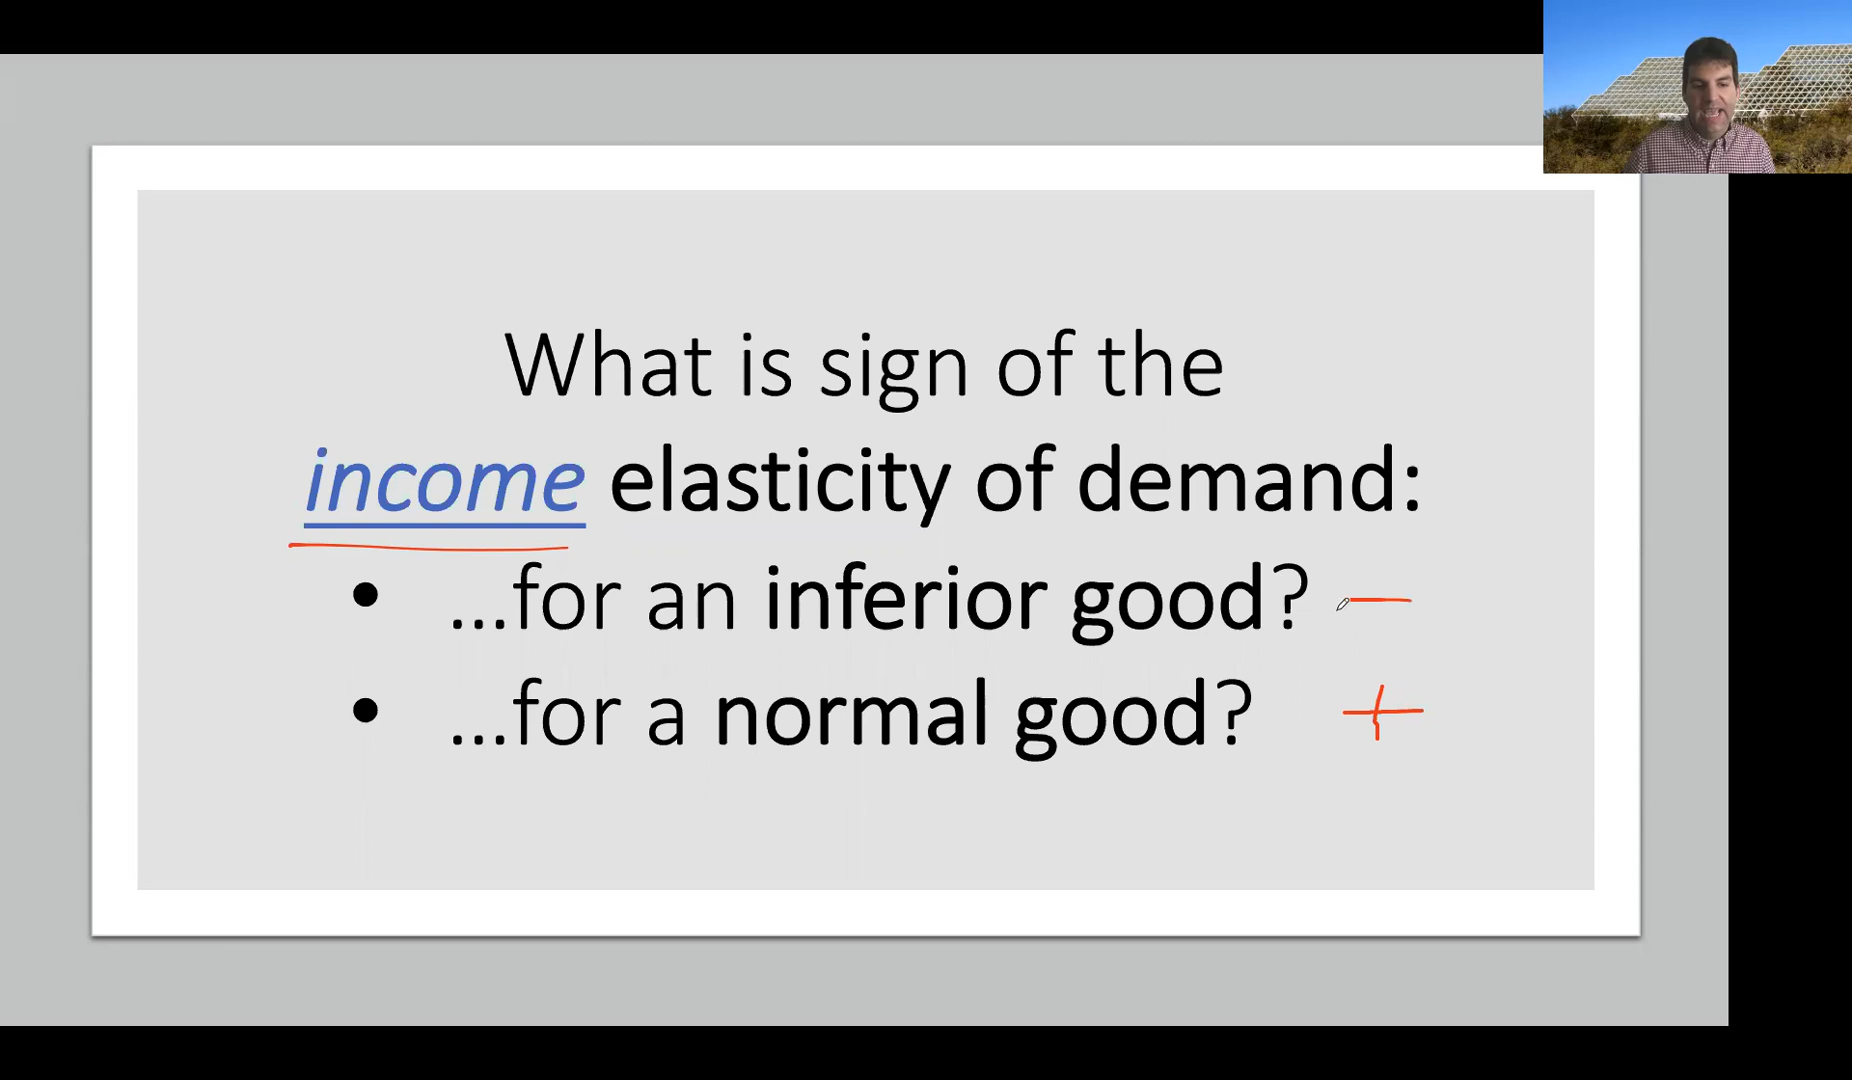 What is sign of the
income elasticity of demand:
• ...for an inferior good? −
• ...for a normal good? +